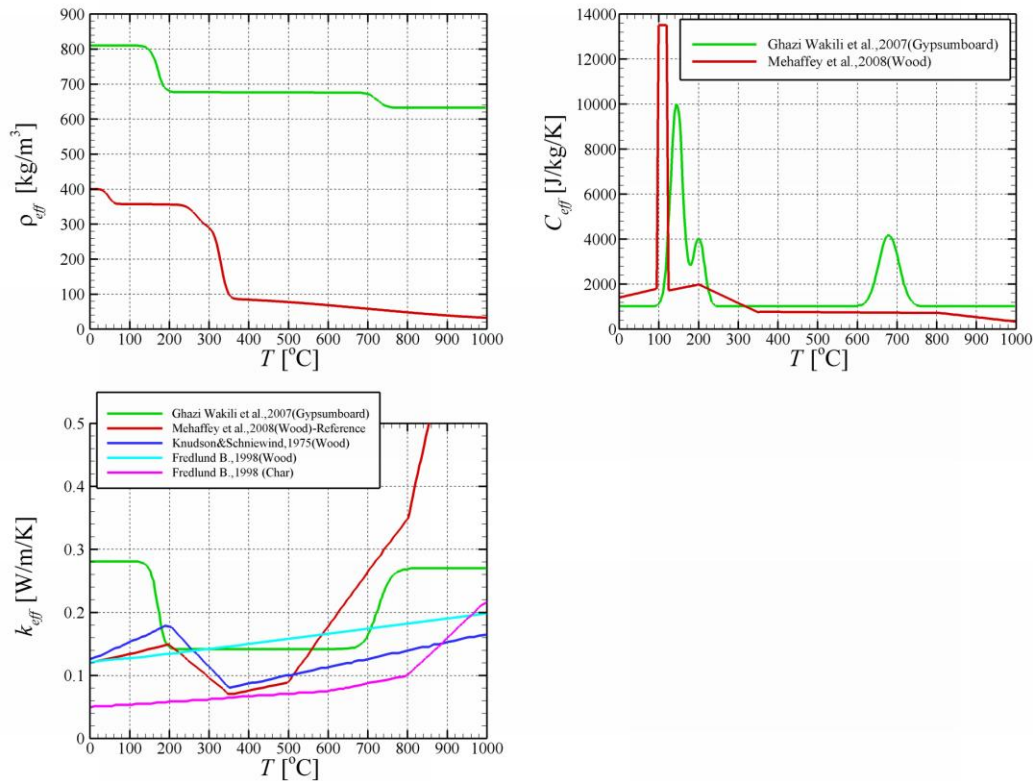 900
800
700
600
500
400
300
200
100
0
ρeff [kg/m3]
0 100 200 300 400 500 600 700 800 900 1000
T [oC]
14000
12000
10000
8000
6000
4000
2000
0
Ceff [J/kg/K]
Ghazi Wakili et al.,2007(Gypsumboard)
Mehaffey et al.,2008(Wood)
0 100 200 300 400 500 600 700 800 900 1000
T [oC]
Ghazi Wakili et al.,2007(Gypsumboard)
Mehaffey et al.,2008(Wood)-Reference
Knudson&Schniewind,1975(Wood)
Fredlund B.,1998(Wood)
Fredlund B.,1998 (Char)
0.5
0.4
0.3
0.2
0.1
0
keff [W/m/K]
0 100 200 300 400 500 600 700 800 900 1000
T [oC]